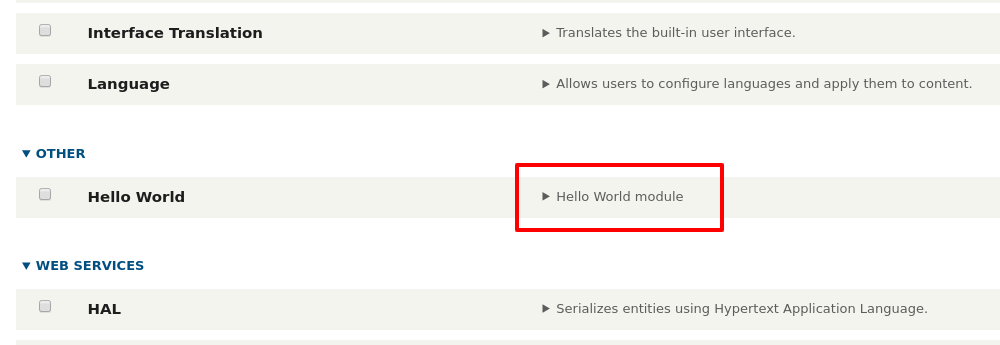 Interface Translation Translates the built-in user interface.
Language Allows users to configure languages and apply them to content.
OTHER
Hello World Hello World module
WEB SERVICES
HAL Serializes entities using Hypertext Application Language.